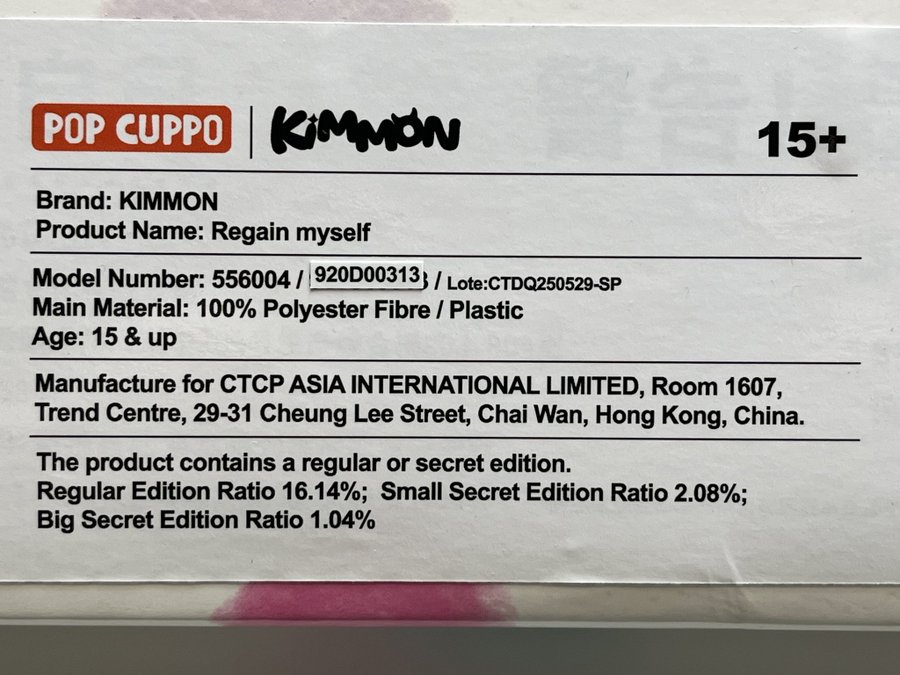 POP CUPPO
KiMMON
15+
Brand: KIMMON
Product Name: Regain myself
Model Number: 556004 / 920D00313 / Lote:CTDQ250529-SP
Main Material: 100% Polyester Fibre / Plastic
Age: 15 & up
Manufacture for CTCP ASIA INTERNATIONAL LIMITED, Room 1607,
Trend Centre, 29-31 Cheung Lee Street, Chai Wan, Hong Kong, China.
The product contains a regular or secret edition.
Regular Edition Ratio 16.14%; Small Secret Edition Ratio 2.08%;
Big Secret Edition Ratio 1.04%